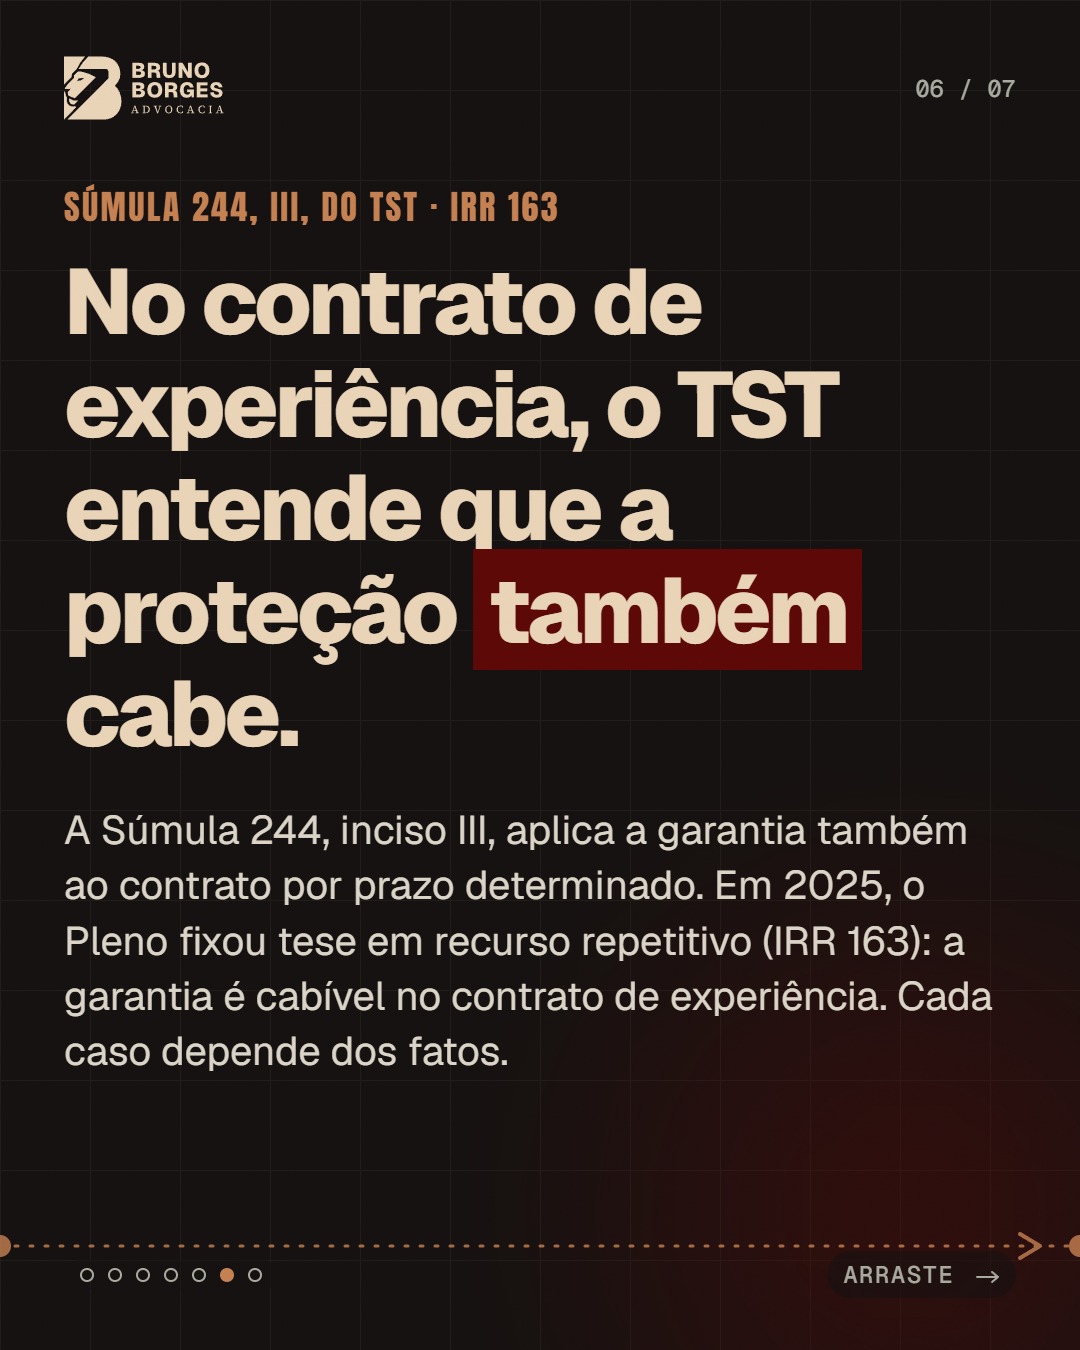 BRUNO
BORGES
ADVOCACIA
06 / 07
SÚMULA 244, III, DO TST · IRR 163
No contrato de
experiência, o TST
entende que a
proteção também
cabe.
A Súmula 244, inciso III, aplica a garantia também
ao contrato por prazo determinado. Em 2025, o
Pleno fixou tese em recurso repetitivo (IRR 163): a
garantia é cabível no contrato de experiência. Cada
caso depende dos fatos.
ARRASTE →